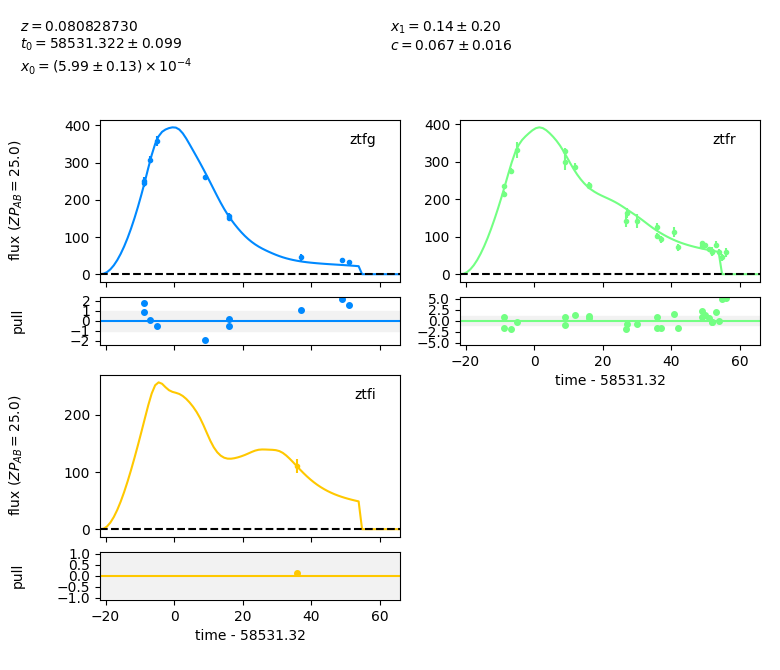 z = 0.080828730
t₀ = 58531.322 ± 0.099
x₀ = (5.99 ± 0.13) × 10⁻⁴
x₁ = 0.14 ± 0.20
c = 0.067 ± 0.016
ztfg
flux (ZP_AB = 25.0)
400
300
200
100
0
pull
2
1
0
−1
−2
ztfr
400
300
200
100
0
5.0
2.5
0.0
−2.5
−5.0
−20 0 20 40 60
time - 58531.32
ztfi
flux (ZP_AB = 25.0)
200
100
0
pull
1.0
0.5
0.0
−0.5
−1.0
−20 0 20 40 60
time - 58531.32